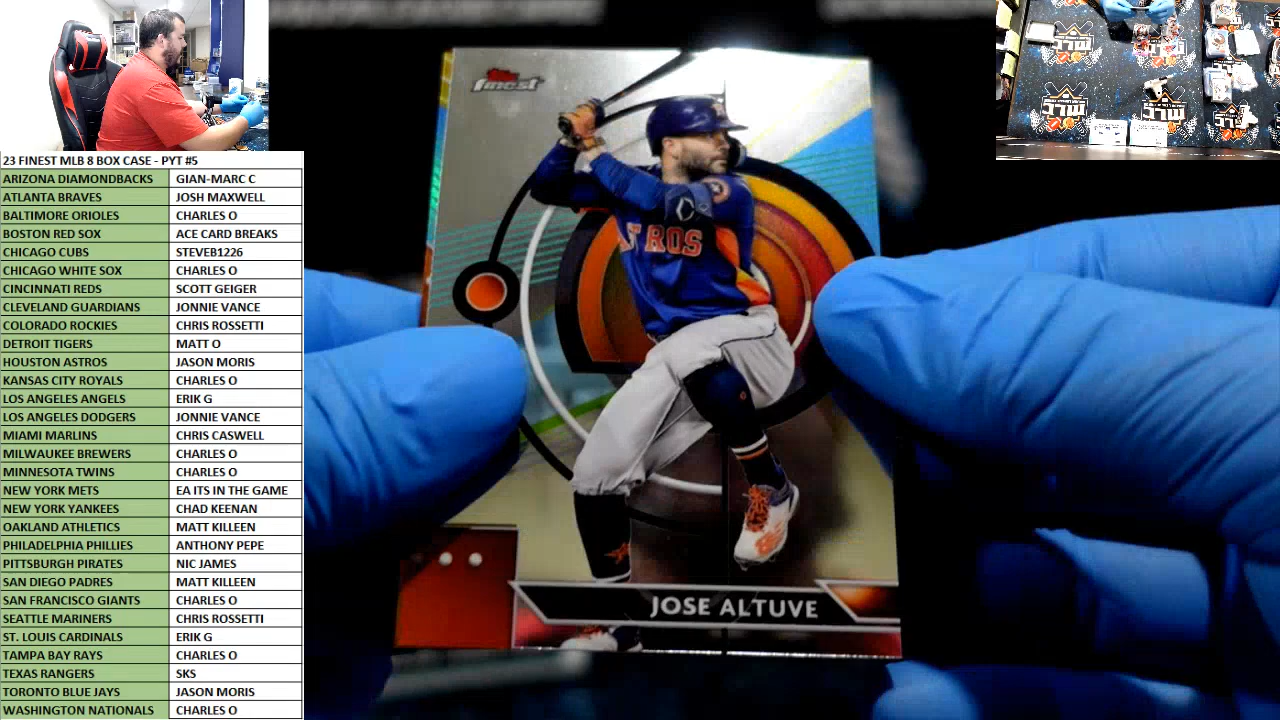 23 FINEST MLB 8 BOX CASE - PYT #5
ARIZONA DIAMONDBACKS GIAN-MARC C
ATLANTA BRAVES JOSH MAXWELL
BALTIMORE ORIOLES CHARLES O
BOSTON RED SOX ACE CARD BREAKS
CHICAGO CUBS STEVEB1226
CHICAGO WHITE SOX CHARLES O
CINCINNATI REDS SCOTT GEIGER
CLEVELAND GUARDIANS JONNIE VANCE
COLORADO ROCKIES CHRIS ROSSETTI
DETROIT TIGERS MATT O
HOUSTON ASTROS JASON MORIS
KANSAS CITY ROYALS CHARLES O
LOS ANGELES ANGELS ERIK G
LOS ANGELES DODGERS JONNIE VANCE
MIAMI MARLINS CHRIS CASWELL
MILWAUKEE BREWERS CHARLES O
MINNESOTA TWINS CHARLES O
NEW YORK METS EA ITS IN THE GAME
NEW YORK YANKEES CHAD KEENAN
OAKLAND ATHLETICS MATT KILLEEN
PHILADELPHIA PHILLIES ANTHONY PEPE
PITTSBURGH PIRATES NIC JAMES
SAN DIEGO PADRES MATT KILLEEN
SAN FRANCISCO GIANTS CHARLES O
SEATTLE MARINERS CHRIS ROSSETTI
ST. LOUIS CARDINALS ERIK G
TAMPA BAY RAYS CHARLES O
TEXAS RANGERS SKS
TORONTO BLUE JAYS JASON MORIS
WASHINGTON NATIONALS CHARLES O
Topps
finest
TROS
JOSE ALTUVE
MLCC
MLCC
MLCC
MLCC